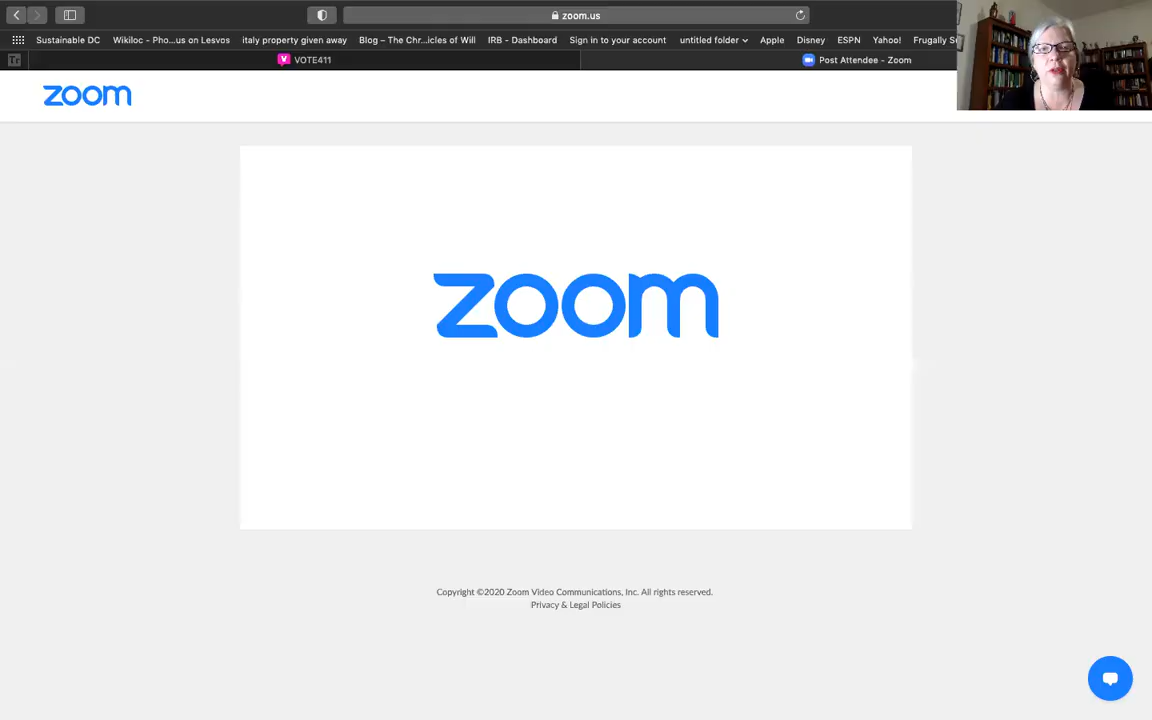 zoom.us
Sustainable DC Wikiloc - Pho...us on Lesvos italy property given away Blog – The Chr...icles of Will IRB - Dashboard Sign in to your account untitled folder Apple Disney ESPN Yahoo! Frugally
VOTE411 Post Attendee - Zoom
zoom
zoom
Copyright ©2020 Zoom Video Communications, Inc. All rights reserved.
Privacy & Legal Policies